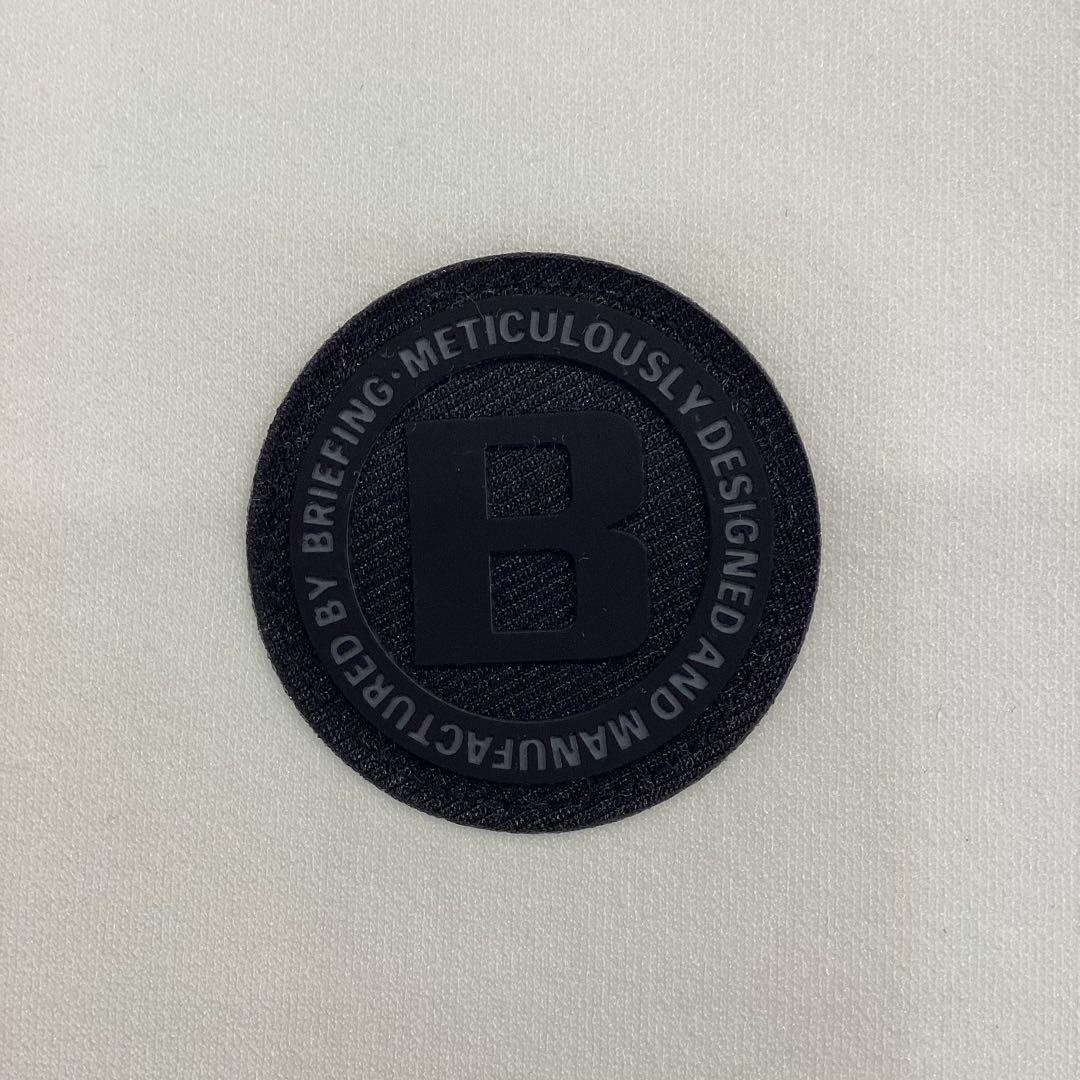 METICULOUSLY·DESIGNED AND MANUFACTURED BY BRIEFING·
B